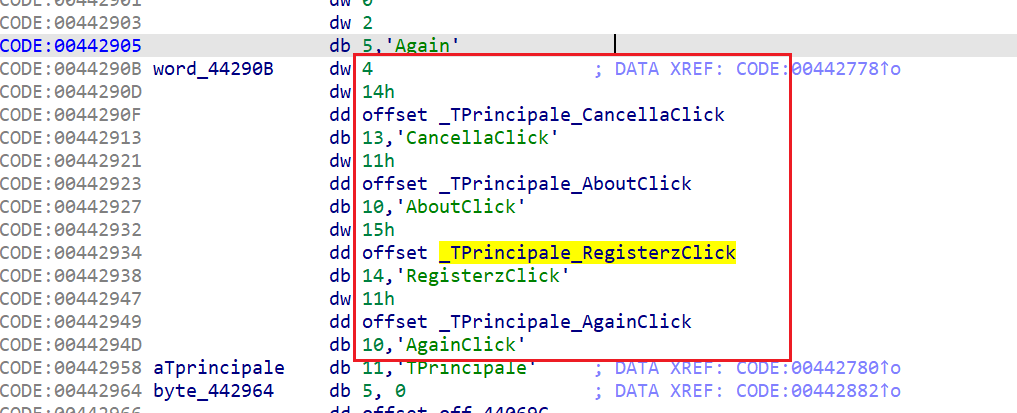 CODE:00442901 dw 0
CODE:00442903 dw 2
CODE:00442905 db 5,'Again'
CODE:0044290B word_44290B dw 4 ; DATA XREF: CODE:00442778↑o
CODE:0044290D dw 14h
CODE:0044290F dd offset _TPrincipale_CancellaClick
CODE:00442913 db 13,'CancellaClick'
CODE:00442921 dw 11h
CODE:00442923 dd offset _TPrincipale_AboutClick
CODE:00442927 db 10,'AboutClick'
CODE:00442932 dw 15h
CODE:00442934 dd offset _TPrincipale_RegisterzClick
CODE:00442938 db 14,'RegisterzClick'
CODE:00442947 dw 11h
CODE:00442949 dd offset _TPrincipale_AgainClick
CODE:0044294D db 10,'AgainClick'
CODE:00442958 aTprincipale db 11,'TPrincipale' ; DATA XREF: CODE:00442780↑o
CODE:00442964 byte_442964 db 5, 0 ; DATA XREF: CODE:00442882↑o
CODE:00442966 dd offset off_44069C